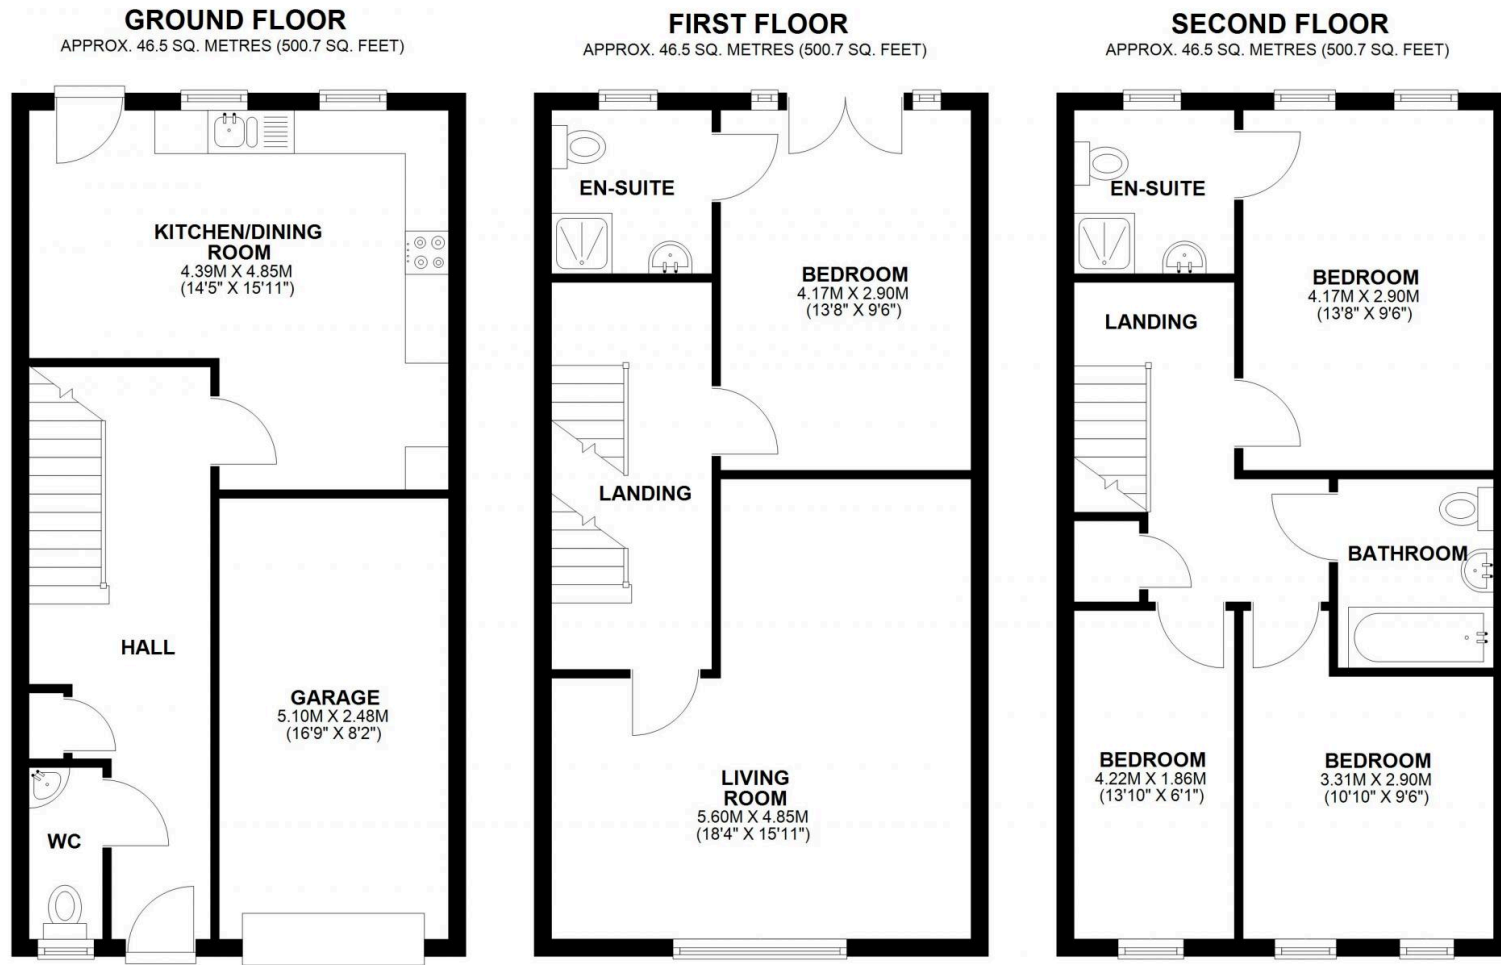 GROUND FLOOR
APPROX. 46.5 SQ. METRES (500.7 SQ. FEET)
KITCHEN/DINING
ROOM
4.39M X 4.85M
(14'5" X 15'11")
HALL
GARAGE
5.10M X 2.48M
(16'9" X 8'2")
WC
FIRST FLOOR
APPROX. 46.5 SQ. METRES (500.7 SQ. FEET)
EN-SUITE
BEDROOM
4.17M X 2.90M
(13'8" X 9'6")
LANDING
LIVING
ROOM
5.60M X 4.85M
(18'4" X 15'11")
SECOND FLOOR
APPROX. 46.5 SQ. METRES (500.7 SQ. FEET)
EN-SUITE
BEDROOM
4.17M X 2.90M
(13'8" X 9'6")
LANDING
BATHROOM
BEDROOM
4.22M X 1.86M
(13'10" X 6'1")
BEDROOM
3.31M X 2.90M
(10'10" X 9'6")